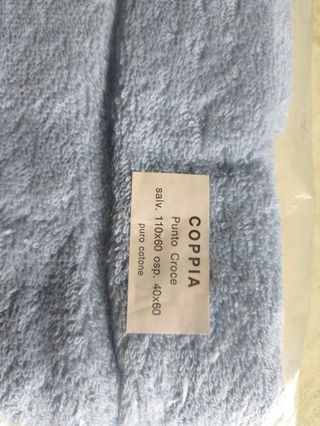 COPPIA
Punto Croce
salv. 110x60 osp. 40x60
puro cotone